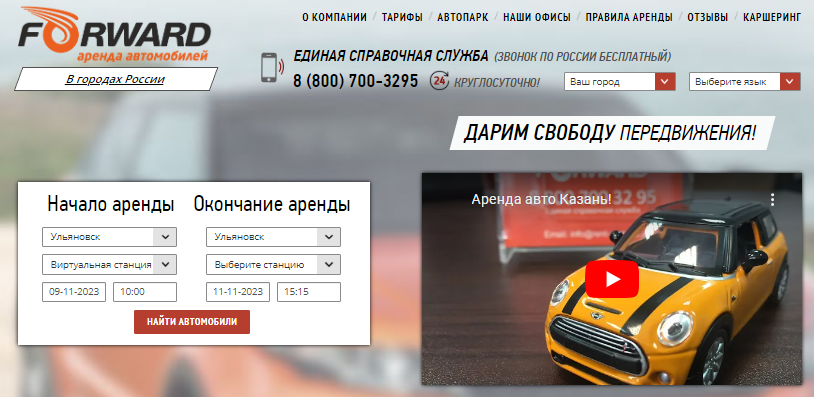 FORWARD
аренда автомобилей
В городах России
О КОМПАНИИ / ТАРИФЫ / АВТОПАРК / НАШИ ОФИСЫ / ПРАВИЛА АРЕНДЫ / ОТЗЫВЫ / КАРШЕРИНГ
ЕДИНАЯ СПРАВОЧНАЯ СЛУЖБА (ЗВОНОК ПО РОССИИ БЕСПЛАТНЫЙ)
8 (800) 700-3295 24 КРУГЛОСУТОЧНО!
Ваш город Выберите язык
ДАРИМ СВОБОДУ ПЕРЕДВИЖЕНИЯ!
Начало аренды Окончание аренды
Ульяновск Ульяновск
Виртуальная станция Выберите станцию
09-11-2023 10:00 11-11-2023 15:15
НАЙТИ АВТОМОБИЛИ
FORWARD
Аренда авто Казань!